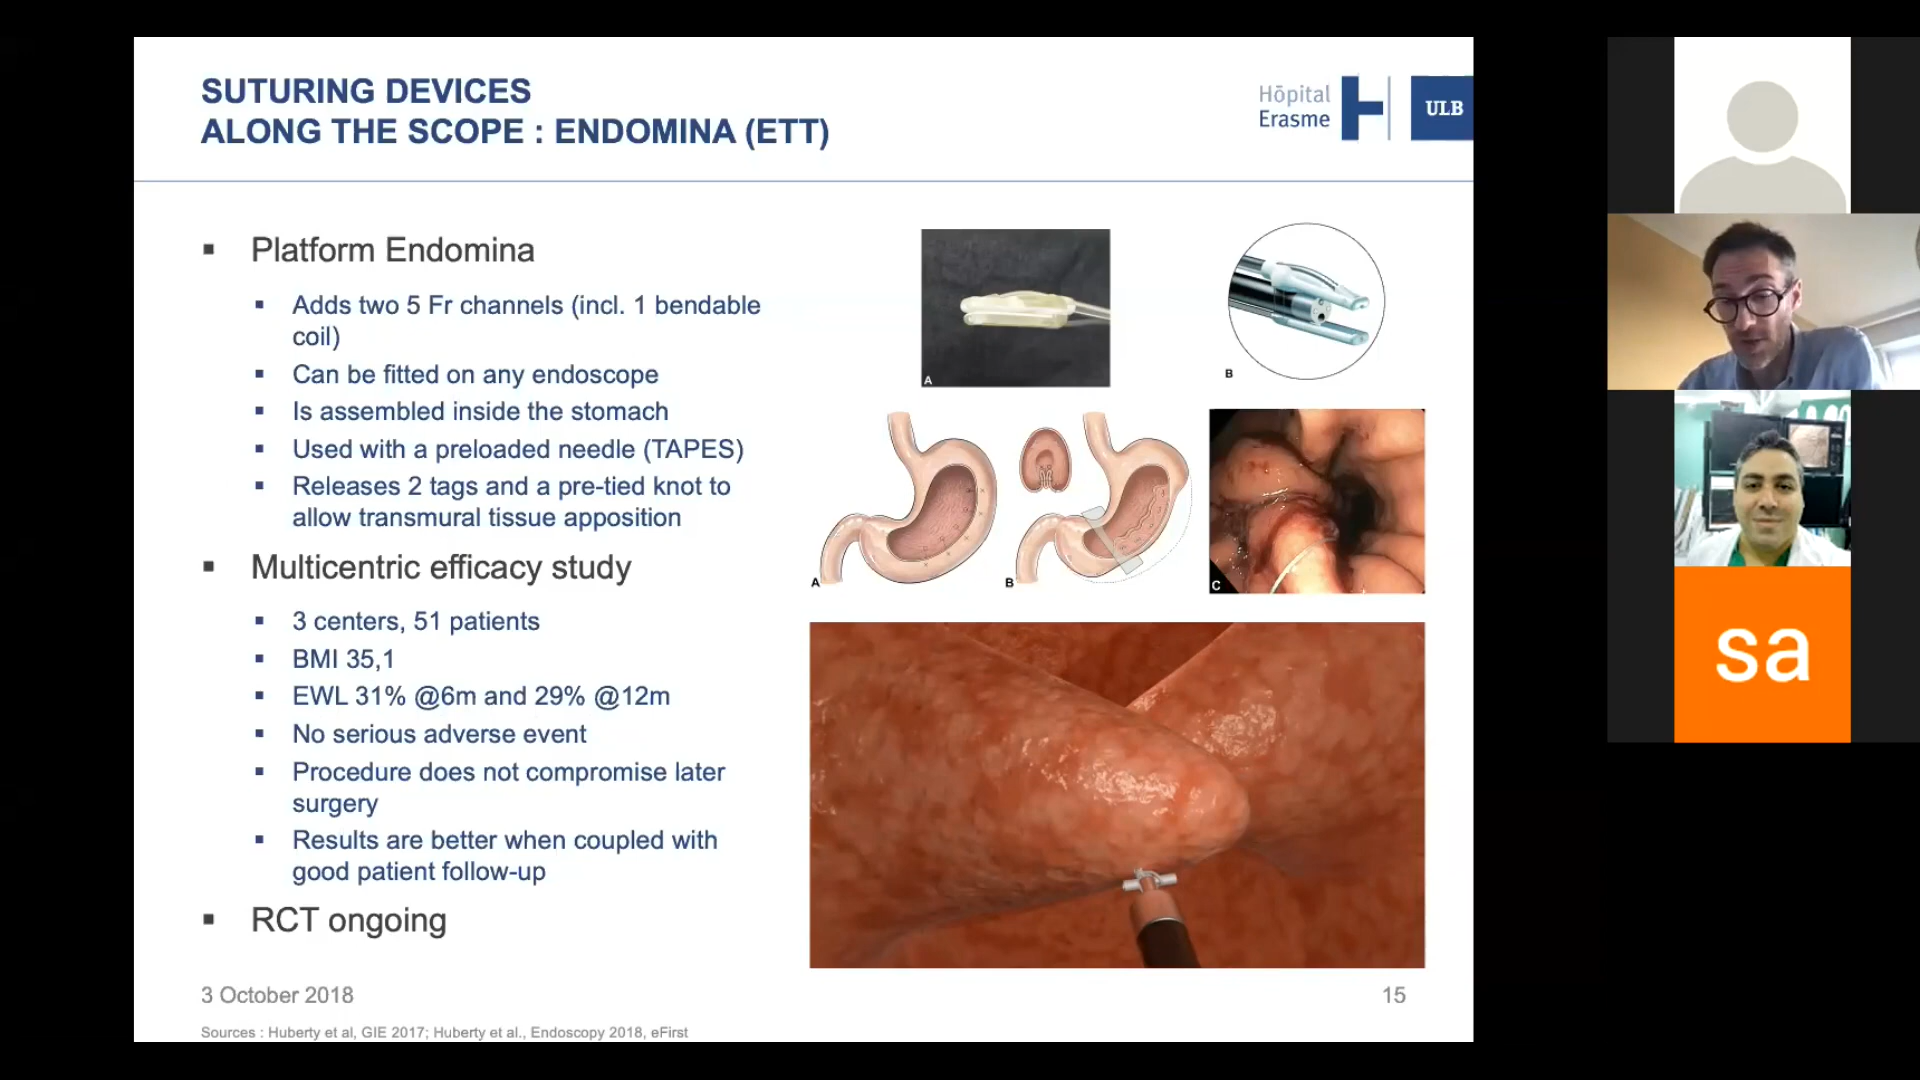 SUTURING DEVICES
ALONG THE SCOPE : ENDOMINA (ETT)
Hôpital
Erasme
ULB
▪ Platform Endomina
▪ Adds two 5 Fr channels (incl. 1 bendable
coil)
▪ Can be fitted on any endoscope
▪ Is assembled inside the stomach
▪ Used with a preloaded needle (TAPES)
▪ Releases 2 tags and a pre-tied knot to
allow transmural tissue apposition
▪ Multicentric efficacy study
▪ 3 centers, 51 patients
▪ BMI 35,1
▪ EWL 31% @6m and 29% @12m
▪ No serious adverse event
▪ Procedure does not compromise later
surgery
▪ Results are better when coupled with
good patient follow-up
▪ RCT ongoing
A
B
A
B
C
3 October 2018
15
Sources : Huberty et al, GIE 2017; Huberty et al., Endoscopy 2018, eFirst
sa